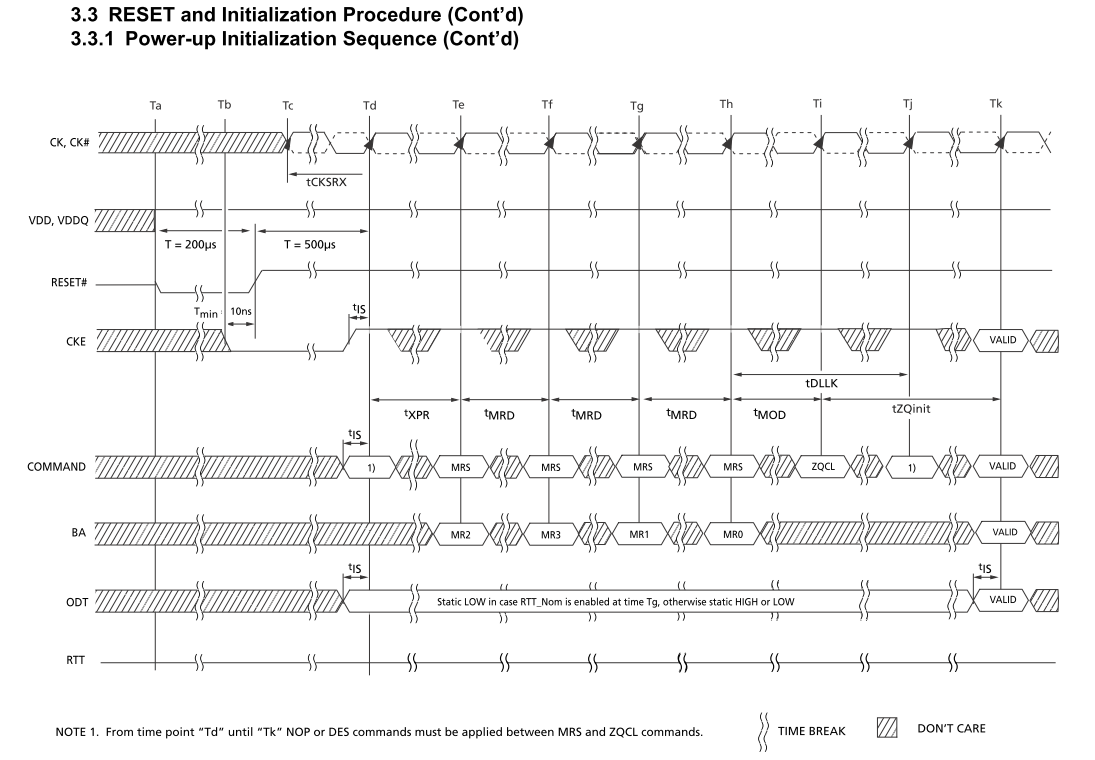 3.3 RESET and Initialization Procedure (Cont’d)
3.3.1 Power-up Initialization Sequence (Cont’d)
Ta Tb Tc Td Te Tf Tg Th Ti Tj Tk
CK, CK#
tCKSRX
VDD, VDDQ
T = 200µs T = 500µs
RESET#
Tmin 10ns tIS
CKE VALID
tDLLK
tXPR tMRD tMRD tMRD tMOD tZQinit
tIS
COMMAND 1) MRS MRS MRS MRS ZQCL 1) VALID
BA MR2 MR3 MR1 MR0 VALID
tIS tIS
ODT Static LOW in case RTT_Nom is enabled at time Tg, otherwise static HIGH or LOW VALID
RTT
NOTE 1. From time point “Td” until “Tk” NOP or DES commands must be applied between MRS and ZQCL commands. TIME BREAK DON’T CARE